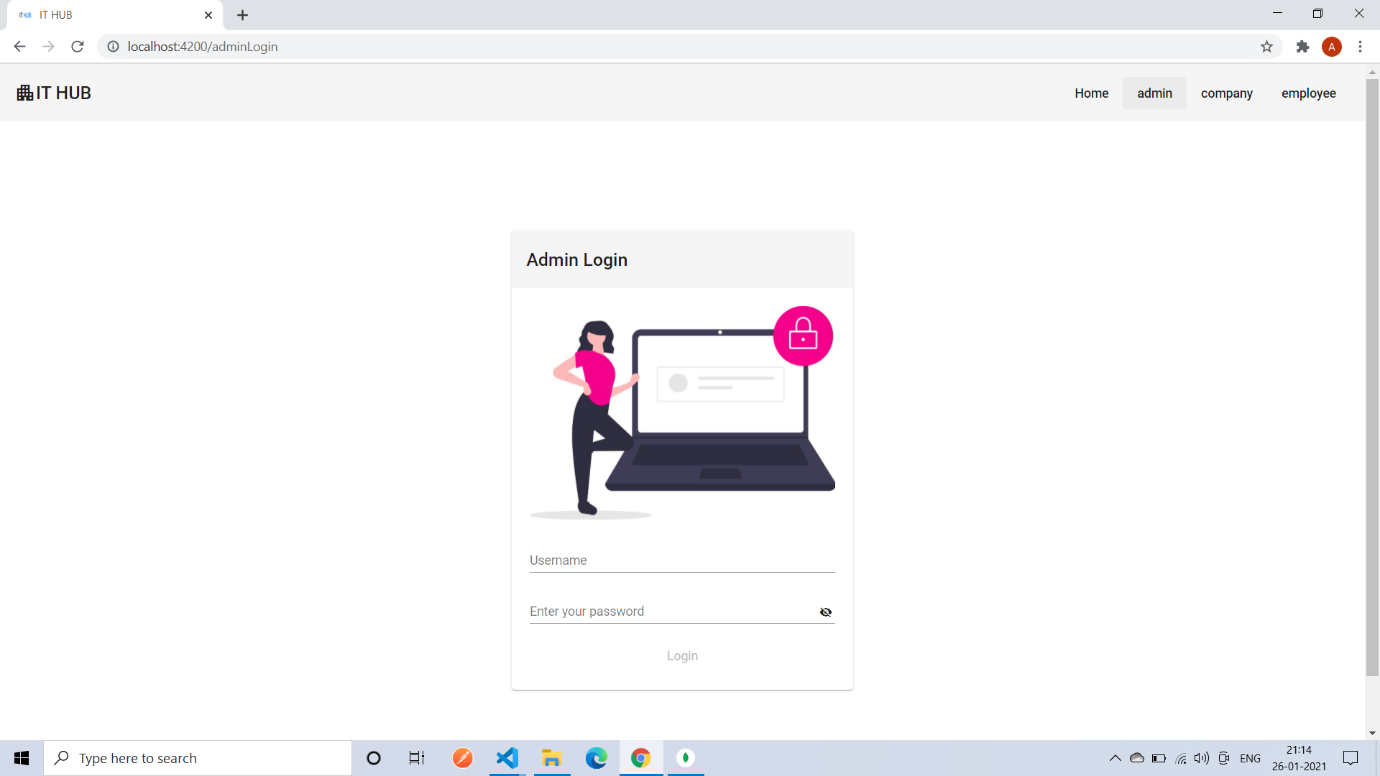 IT HUB
localhost:4200/adminLogin
A
IT HUB
Home admin company employee
Admin Login
Username
Enter your password
Login
Type here to search
ENG
21:14
26-01-2021